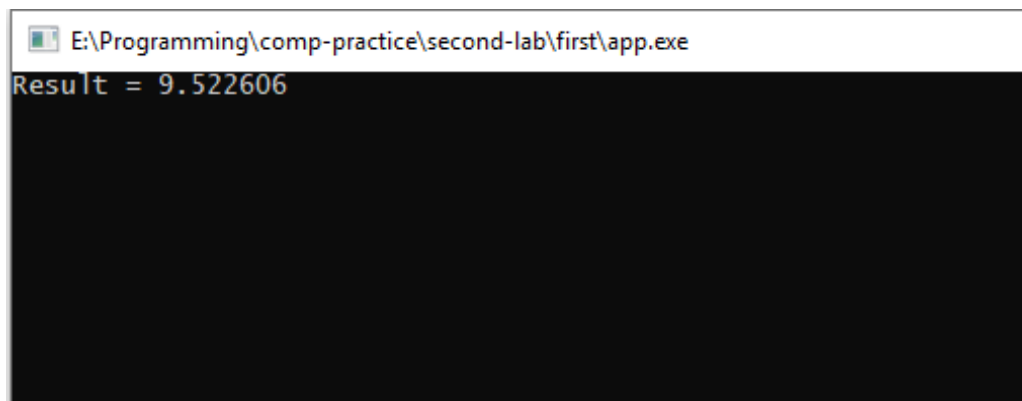 E:\Programming\comp-practice\second-lab\first\app.exe
Result = 9.522606